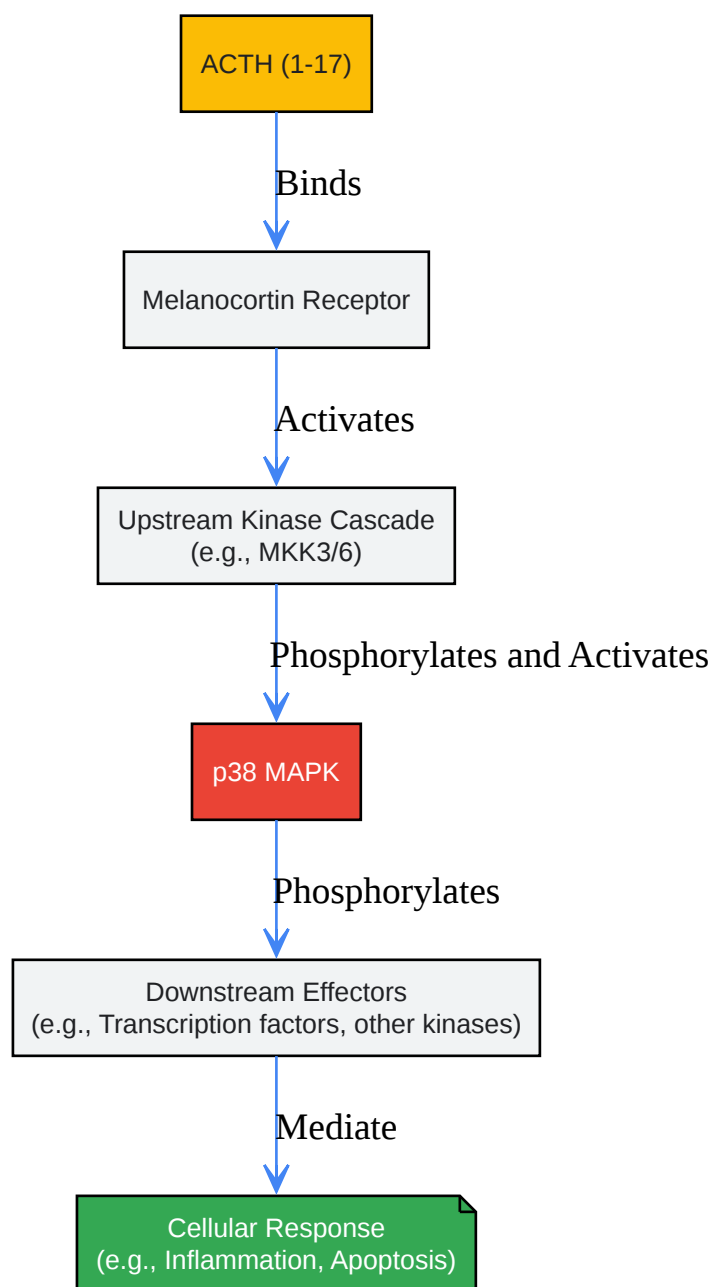 ACTH (1-17)
Binds
Melanocortin Receptor
Activates
Upstream Kinase Cascade
(e.g., MKK3/6)
Phosphorylates and Activates
p38 MAPK
Phosphorylates
Downstream Effectors
(e.g., Transcription factors, other kinases)
Mediate
Cellular Response
(e.g., Inflammation, Apoptosis)